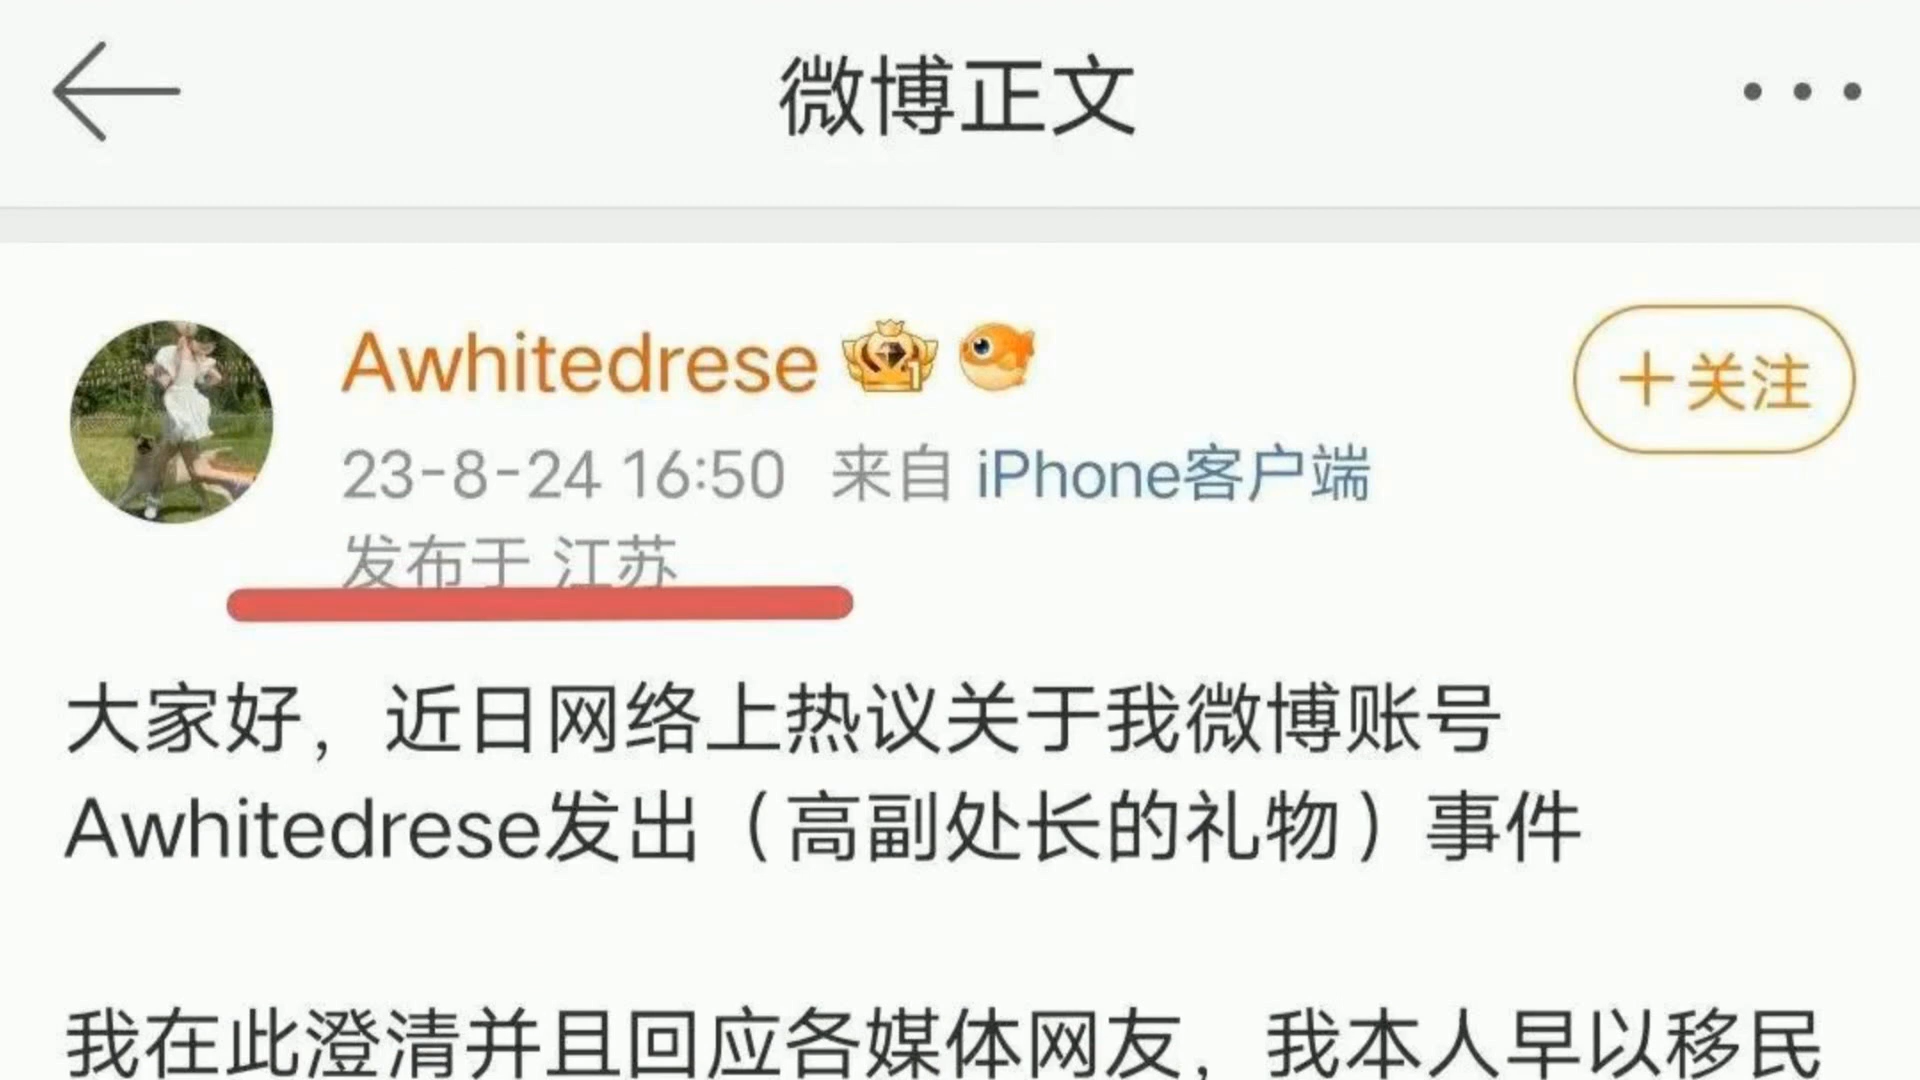 微博正文
Awhitedrese
+关注
23-8-24 16:50 来自 iPhone客户端
发布于 江苏
大家好，近日网络上热议关于我微博账号
Awhitedrese发出（高副处长的礼物）事件
我在此澄清并且回应各媒体网友，我本人早以移民